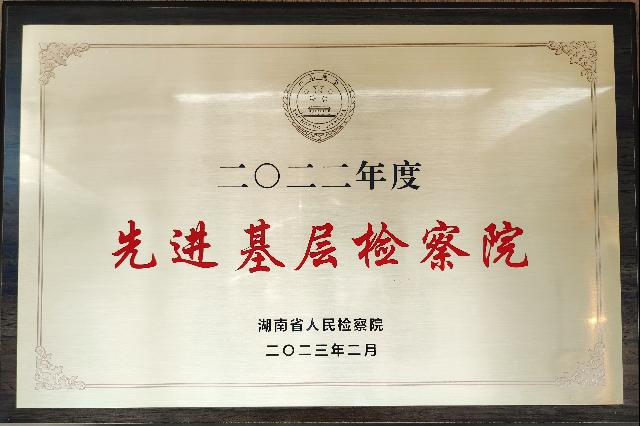 二〇二二年度
先进基层检察院
湖南省人民检察院
二〇二三年二月